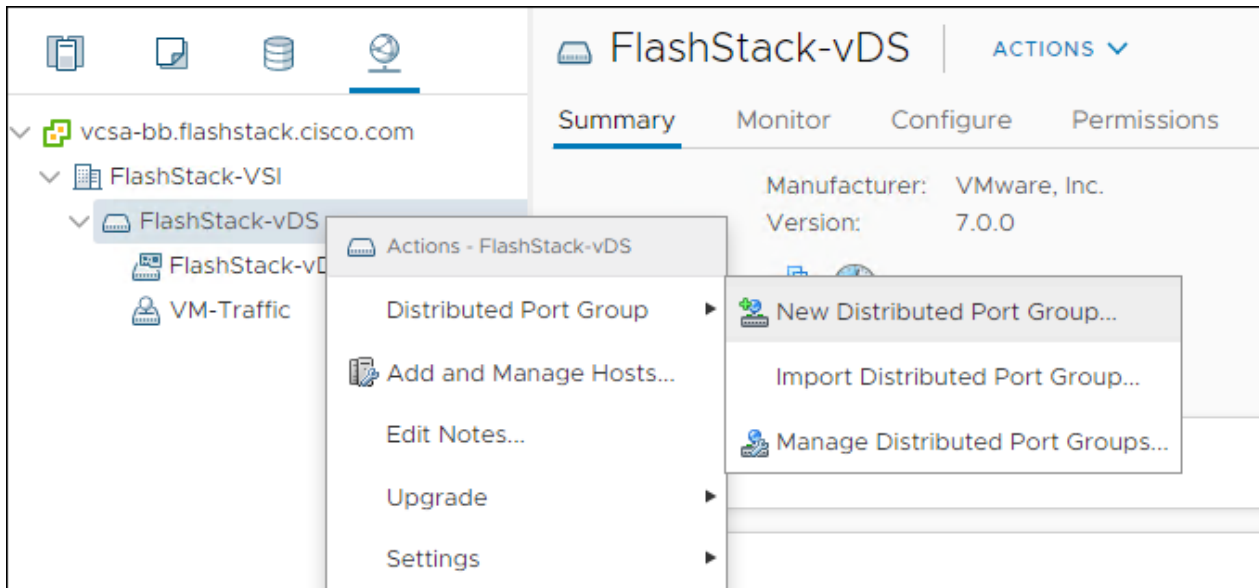 FlashStack-vDS ACTIONS
vcsa-bb.flashstack.cisco.com
Summary Monitor Configure Permissions
FlashStack-VSI
Manufacturer: VMware, Inc.
FlashStack-vDS
Version: 7.0.0
Actions - FlashStack-vDS
FlashStack-vD
VM-Traffic
Distributed Port Group
New Distributed Port Group...
Add and Manage Hosts...
Import Distributed Port Group...
Edit Notes...
Manage Distributed Port Groups...
Upgrade
Settings